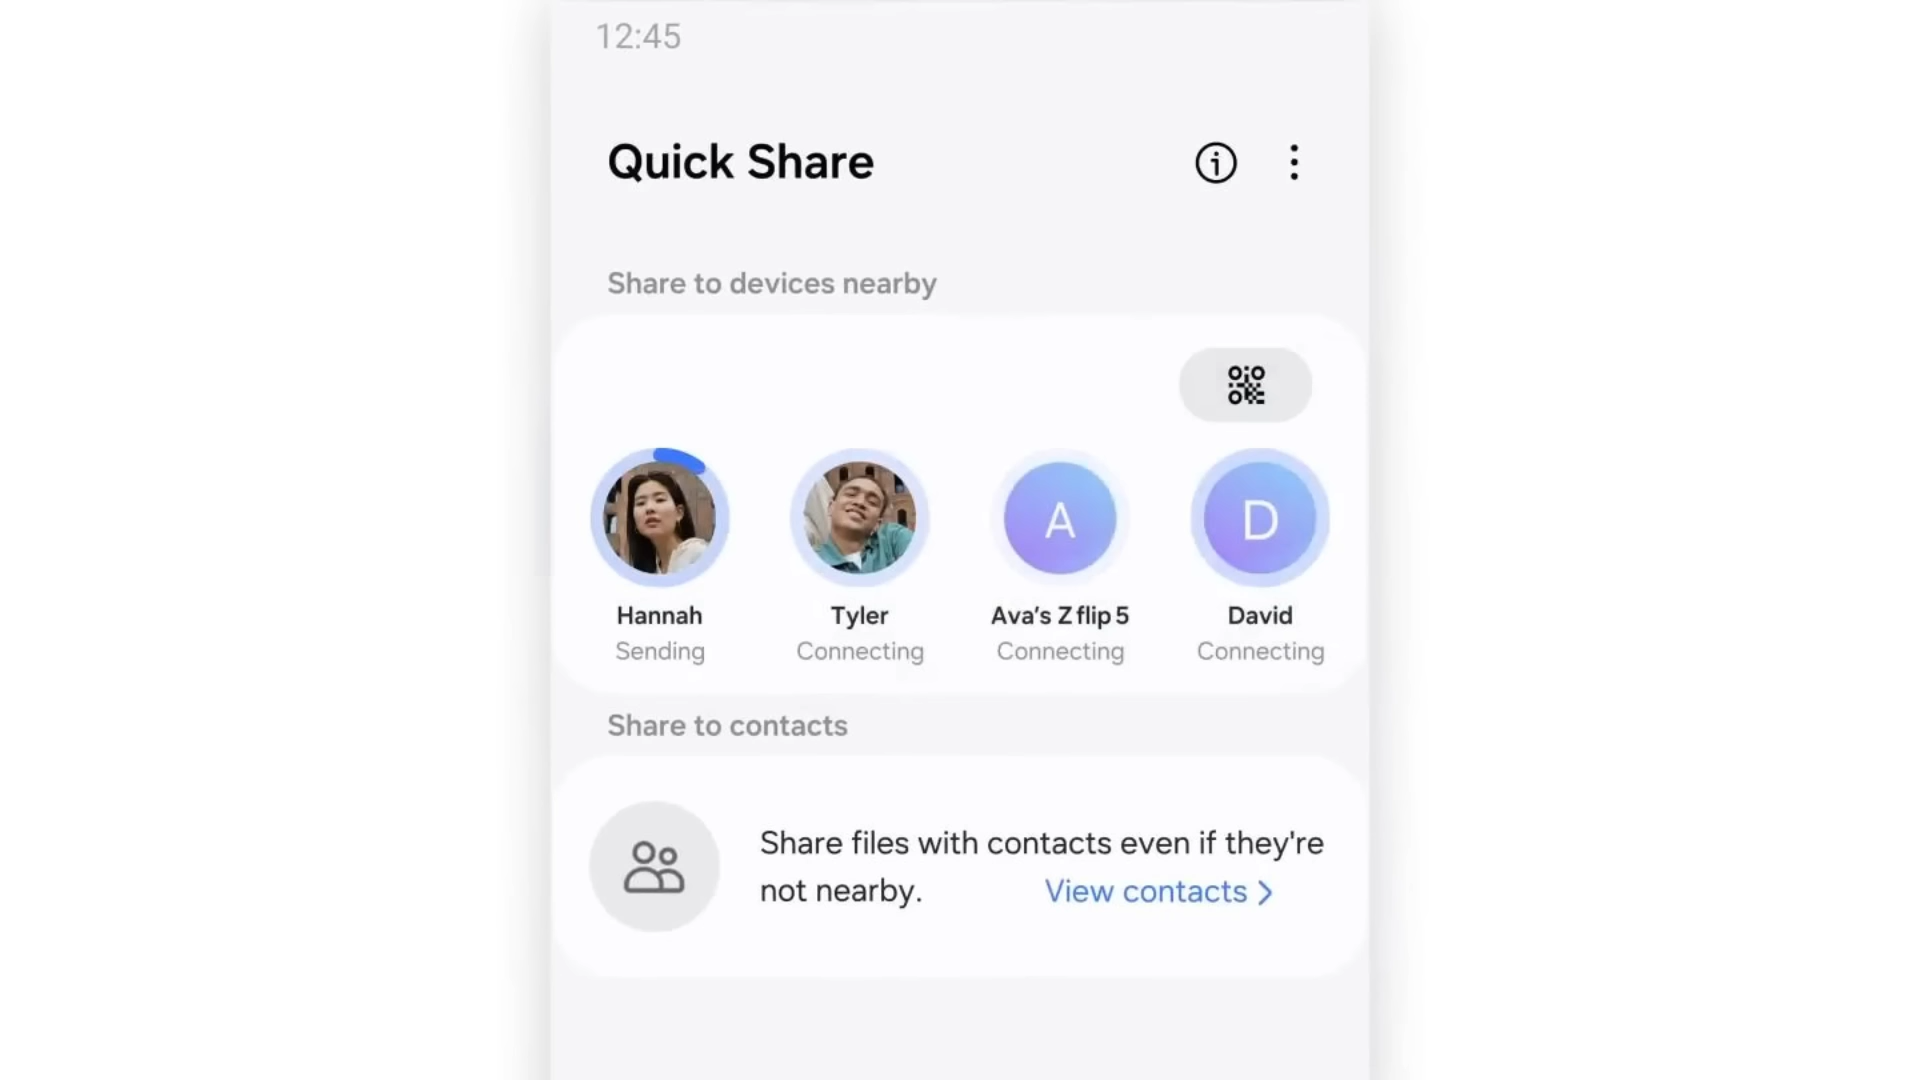 12:45
Quick Share
Share to devices nearby
A
D
Hannah
Tyler
Ava's Z flip 5
David
Sending
Connecting
Connecting
Connecting
Share to contacts
Share files with contacts even if they're
not nearby.
View contacts >